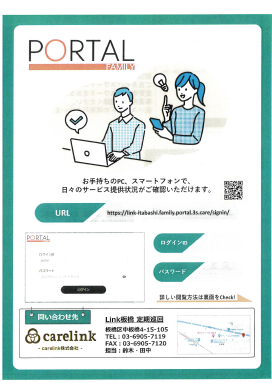 PORTAL
FAMILY
お手持ちのPC、スマートフォンで、
日々のサービス提供状況がご確認いただけます。
URL
https://link-itabashi.family.portal.3s.care/signin/
PORTAL
ログインID
パスワード
ログイン
ログインID
パスワード
詳しい閲覧方法は裏面をCheck!
問い合わせ先
carelink
- carelink株式会社 -
Link板橋 定期巡回
板橋区中板橋4-15-105
TEL：03-6905-7119
FAX：03-6905-7120
担当：鈴木・田中